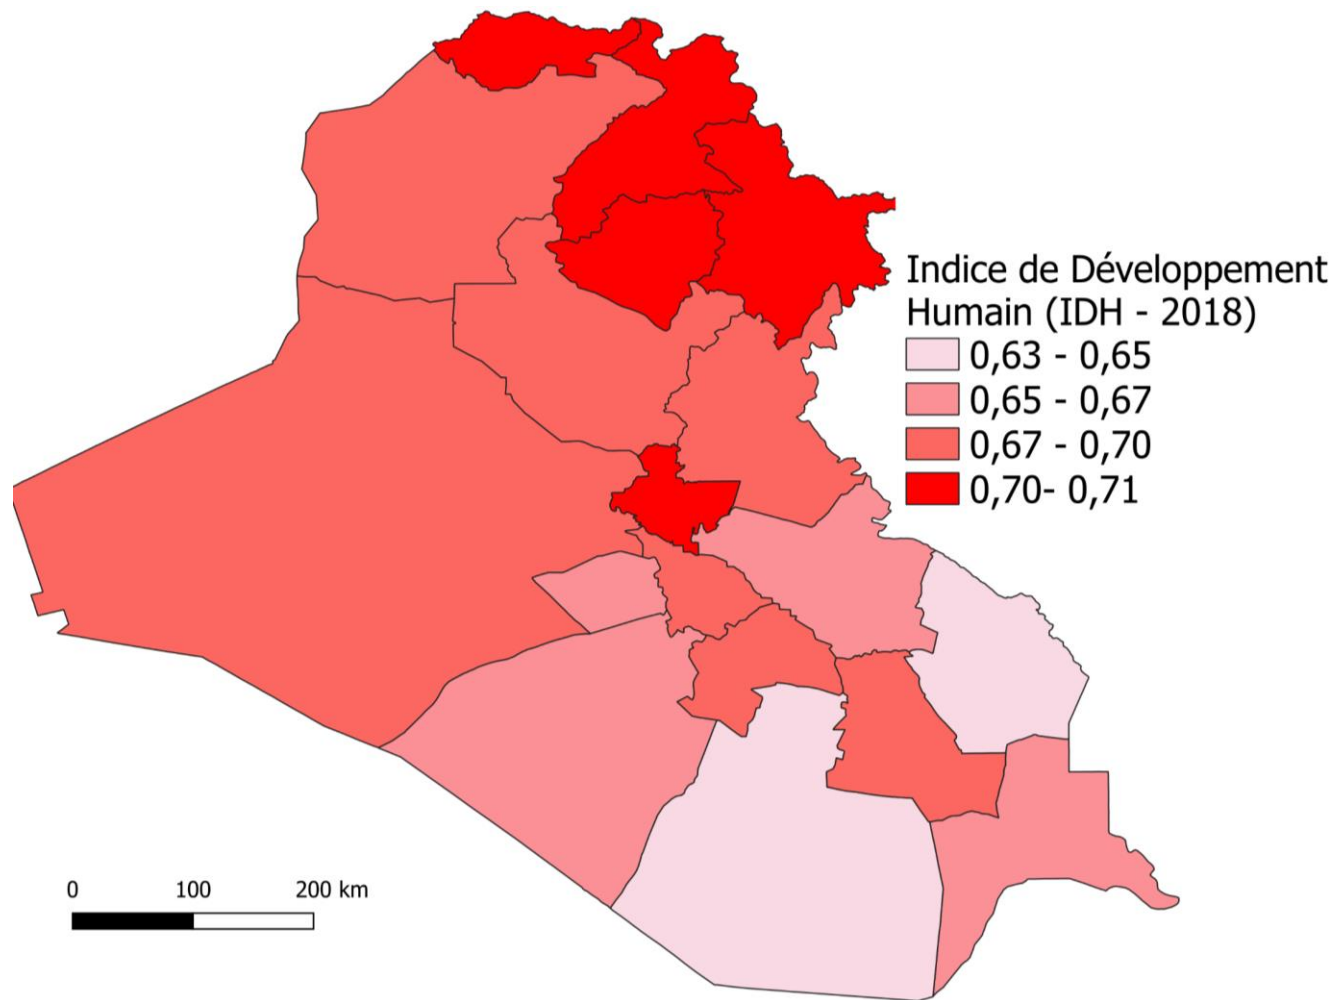 Indice de Développement
Humain (IDH - 2018)
0,63 - 0,65
0,65 - 0,67
0,67 - 0,70
0,70- 0,71
0 100 200 km